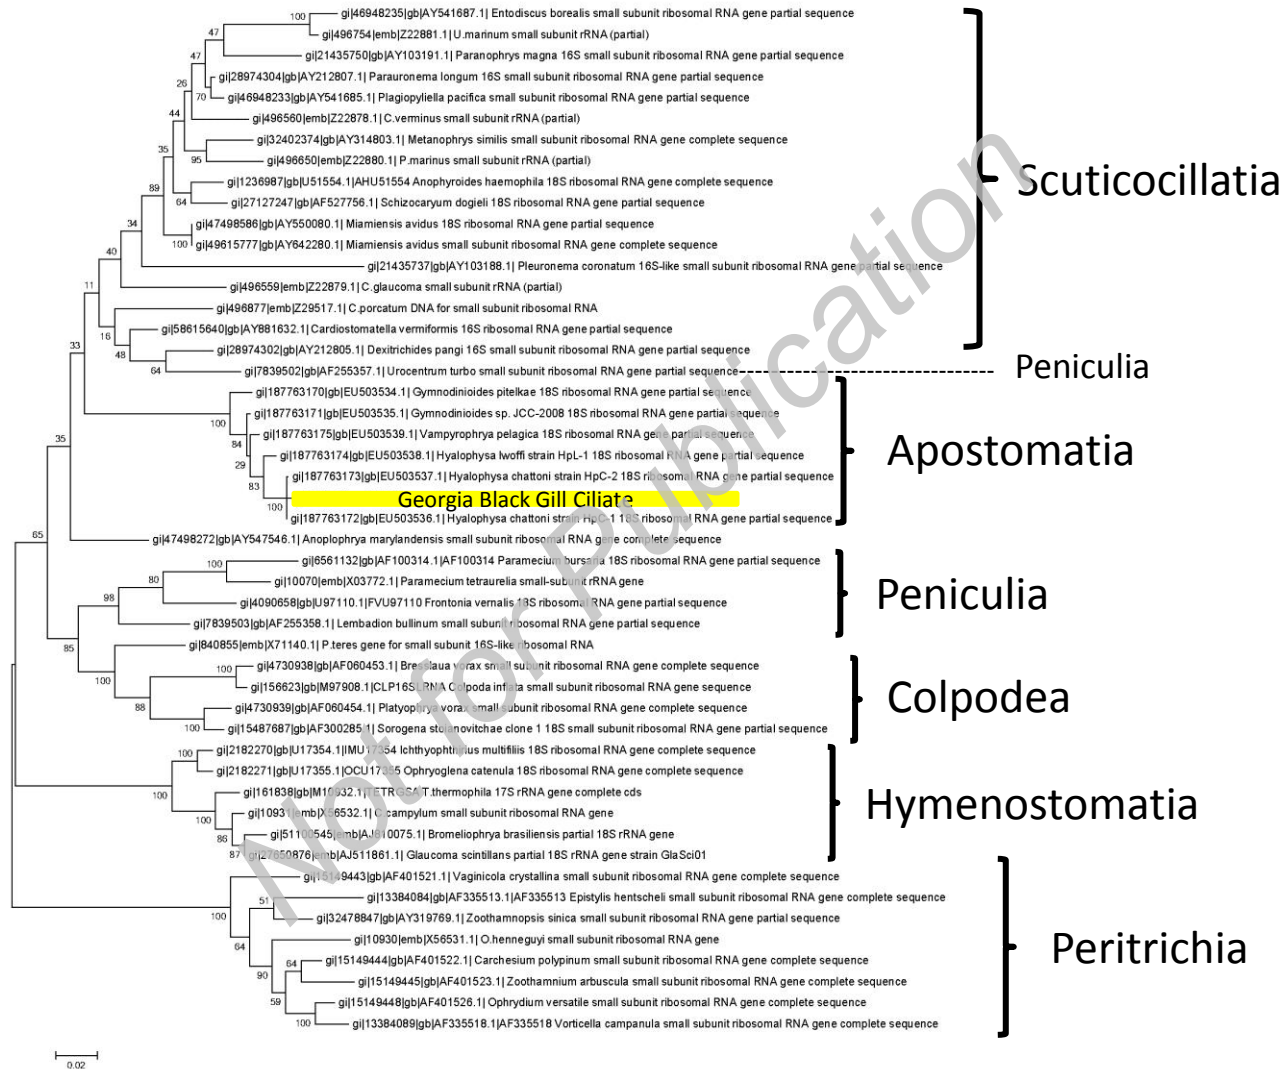 gi|46948235|gb|AY541687.1| Entodiscus borealis small subunit ribosomal RNA gene partial sequence
100
gi|496754|emb|Z22881.1| U.marinum small subunit rRNA (partial)
47
gi|21435750|gb|AY103191.1| Paranophrys magna 16S small subunit ribosomal RNA gene partial sequence
47
gi|28974304|gb|AY212807.1| Parauronema longum 16S small subunit ribosomal RNA gene partial sequence
26
70
gi|46948233|gb|AY541685.1| Plagiopyliella pacifica small subunit ribosomal RNA gene partial sequence
44
gi|496560|emb|Z22878.1| C.verminus small subunit rRNA (partial)
gi|32402374|gb|AY314803.1| Metanophrys similis small subunit ribosomal RNA gene complete sequence
35
95
gi|496650|emb|Z22880.1| P.marinus small subunit rRNA (partial)
Scuticocillatia
89
gi|1236987|gb|U51554.1|AHU51554 Anophyroides haemophila 18S ribosomal RNA gene complete sequence
64
gi|27127247|gb|AF527756.1| Schizocaryum dogieli 18S ribosomal RNA gene complete sequence
34
gi|47498586|gb|AY550080.1| Miamiensis avidus 18S ribosomal RNA gene partial sequence
100
gi|49615777|gb|AY642280.1| Miamiensis avidus small subunit ribosomal RNA gene complete sequence
40
gi|21435737|gb|AY103188.1| Pleuronema coronatum 16S-like small subunit ribosomal RNA gene partial sequence
11
gi|496559|emb|Z22879.1| C.glaucoma small subunit rRNA (partial)
gi|496877|emb|Z29517.1| C.porcatum DNA for small subunit ribosomal RNA
16
gi|58615640|gb|AY881632.1| Cardiostomatella vermiformis 16S ribosomal RNA gene partial sequence
33
48
gi|28974302|gb|AY212805.1| Dexitrichides pangi 16S small subunit ribosomal RNA gene partial sequence
64
gi|7839502|gb|AF255357.1| Urocentrum turbo small subunit ribosomal RNA gene partial sequence
Peniculia
gi|187763170|gb|EU503534.1| Gymnodinioides pitelkae 18S ribosomal RNA gene partial sequence
100
gi|187763171|gb|EU503535.1| Gymnodinioides sp. JCC-2008 18S ribosomal RNA gene partial sequence
84
gi|187763175|gb|EU503539.1| Vampyrophrya pelagica 18S ribosomal RNA gene partial sequence
35
29
gi|187763174|gb|EU503538.1| Hyalophysa lwoffi strain HpL-1 18S ribosomal RNA gene partial sequence
Apostomatia
83
gi|187763173|gb|EU503537.1| Hyalophysa chattoni strain HpC-2 18S ribosomal RNA gene partial sequence
Georgia Black Gill Ciliate
100
gi|187763172|gb|EU503536.1| Hyalophysa chattoni strain HpC-1 18S ribosomal RNA gene partial sequence
65
gi|47498272|gb|AY547546.1| Anoplophrya marylandensis small subunit ribosomal RNA gene complete sequence
100
gi|6561132|gb|AF100314.1|AF100314 Paramecium bursaria 18S ribosomal RNA gene partial sequence
80
gi|10070|emb|X03772.1| Paramecium tetraurelia small-subunit rRNA gene
98
gi|4090658|gb|U97110.1|FVU97110 Frontonia vernalis 18S ribosomal RNA gene partial sequence
Peniculia
gi|7839503|gb|AF255358.1| Lembadion bullinum small subunit ribosomal RNA gene partial sequence
85
gi|840855|emb|X71140.1| P.teres gene for small subunit 16S-like ribosomal RNA
100
100
gi|4730938|gb|AF060453.1| Bresslaua vorax small subunit ribosomal RNA gene complete sequence
gi|156623|gb|M97908.1|CLP16SLRNA Colpoda inflata small subunit ribosomal RNA gene complete sequence
Colpodea
88
gi|4730939|gb|AF060454.1| Platyophrya vorax small subunit ribosomal RNA gene complete sequence
100
gi|15487687|gb|AF300285.1| Sorogena stoianovitchae clone 1 18S small subunit ribosomal RNA gene partial sequence
100
gi|2182270|gb|U17354.1|IMU17354 Ichthyophthirius multifiliis 18S ribosomal RNA gene complete sequence
gi|2182271|gb|U17355.1|OCU17355 Ophryoglena catenula 18S ribosomal RNA gene complete sequence
100
gi|161838|gb|M10932.1|TETRGSA T.thermophila 17S rRNA gene complete cds
Hymenostomatia
100
gi|10931|emb|X56532.1| C.campylum small subunit ribosomal RNA gene
86
gi|51100545|emb|AJ810075.1| Bromeliophrya brasiliensis partial 18S rRNA gene
87
gi|27650876|emb|AJ511861.1| Glaucoma scintillans partial 18S rRNA gene strain GlaSci01
gi|15149443|gb|AF401521.1| Vaginicola crystallina small subunit ribosomal RNA gene complete sequence
51
gi|13384084|gb|AF335513.1|AF335513 Epistylis hentscheli small subunit ribosomal RNA gene complete sequence
100
gi|32478847|gb|AY319769.1| Zoothamnopsis sinica small subunit ribosomal RNA gene partial sequence
64
gi|10930|emb|X56531.1| O.henneguyi small subunit ribosomal RNA gene
Peritrichia
64
gi|15149444|gb|AF401522.1| Carchesium polypinum small subunit ribosomal RNA gene complete sequence
90
gi|15149445|gb|AF401523.1| Zoothamnium arbuscula small subunit ribosomal RNA gene complete sequence
59
gi|15149448|gb|AF401526.1| Ophrydium versatile small subunit ribosomal RNA gene complete sequence
100
gi|13384089|gb|AF335518.1|AF335518 Vorticella campanula small subunit ribosomal RNA gene complete sequence
0.02
Not for Publication